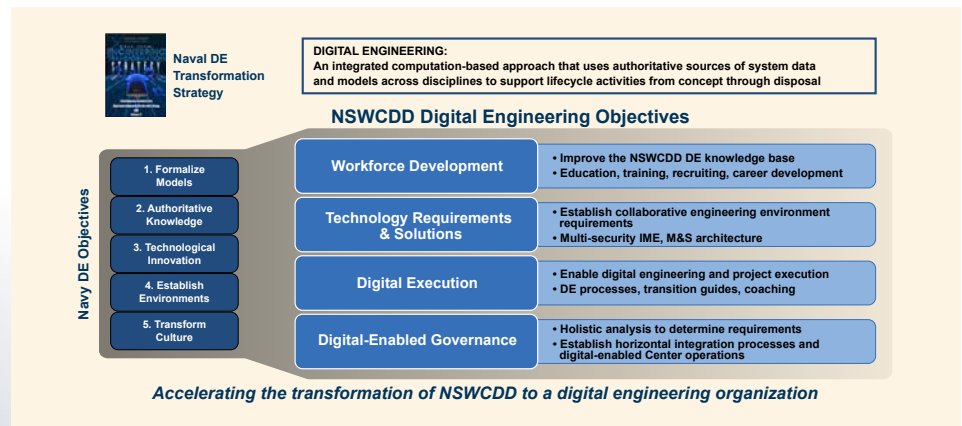 STRATEGY
Naval DE
Transformation
Strategy
DIGITAL ENGINEERING:
An integrated computation-based approach that uses authoritative sources of system data
and models across disciplines to support lifecycle activities from concept through disposal
NSWCDD Digital Engineering Objectives
Navy DE Objectives
1. Formalize
Models
2. Authoritative
Knowledge
3. Technological
Innovation
4. Establish
Environments
5. Transform
Culture
Workforce Development
• Improve the NSWCDD DE knowledge base
• Education, training, recruiting, career development
Technology Requirements
& Solutions
• Establish collaborative engineering environment
requirements
• Multi-security IME, M&S architecture
Digital Execution
• Enable digital engineering and project execution
• DE processes, transition guides, coaching
Digital-Enabled Governance
• Holistic analysis to determine requirements
• Establish horizontal integration processes and
digital-enabled Center operations
Accelerating the transformation of NSWCDD to a digital engineering organization